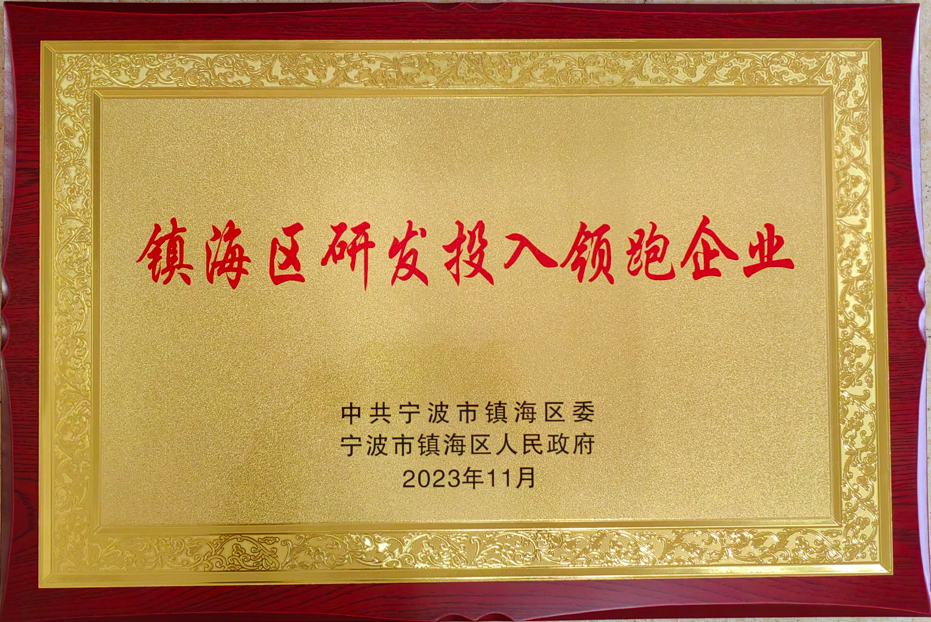 镇海区研发投入领跑企业
中共宁波市镇海区委
宁波市镇海区人民政府
2023年11月